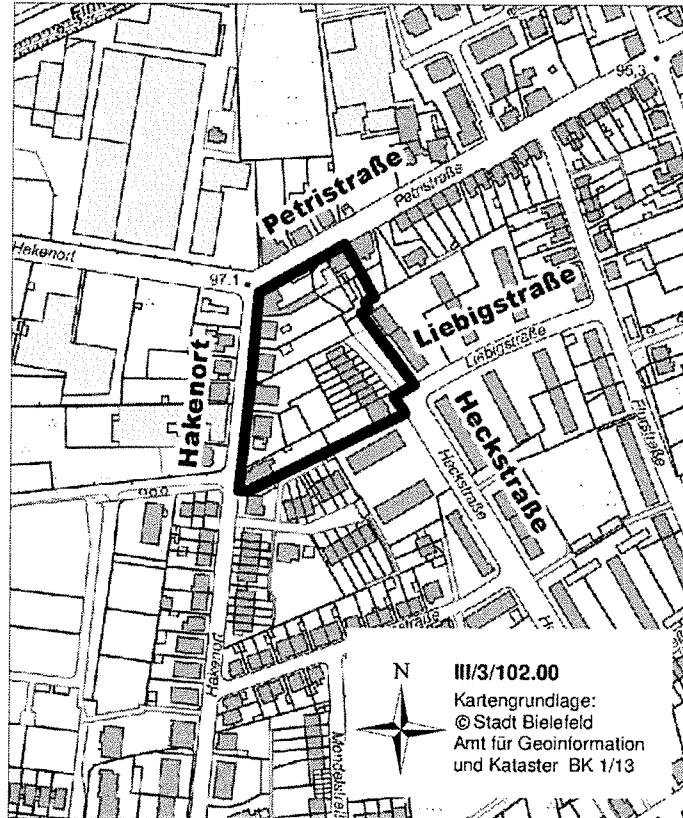 95,3
Petristraße
Petristraße
Hakenort
97,1
Liebigstraße
Liebigstraße
Hakenort
Heckstraße
Heckstraße
Hakenort
N
III/3/102.00
Kartengrundlage:
© Stadt Bielefeld
Amt für Geoinformation
und Kataster BK 1/13